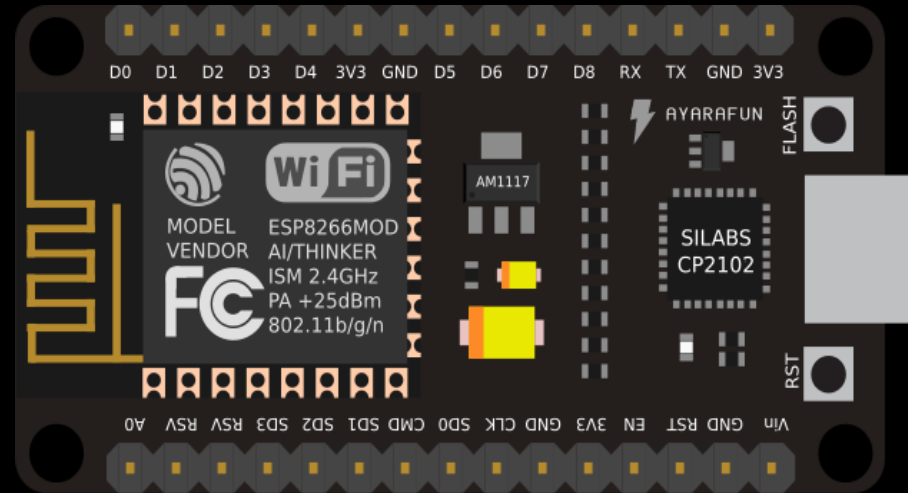 D0 D1 D2 D3 D4 3V3 GND D5 D6 D7 D8 RX TX GND 3V3
AYARAFUN
FLASH
WiFi
MODEL
VENDOR
ESP8266MOD
AI/THINKER
ISM 2.4GHz
PA +25dBm
802.11b/g/n
FC
AM1117
SILABS
CP2102
RST
A0 RSV RSV SD3 SD2 SD1 CMD SD0 CLK GND 3V3 EN RST GND Vin